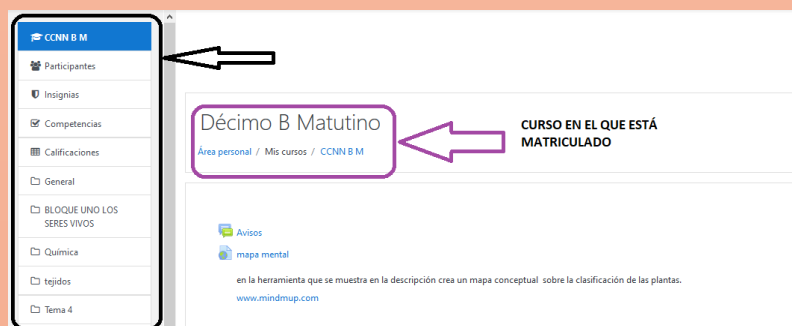 CCNN B M
Participantes
Insignias
Competencias
Calificaciones
General
BLOQUE UNO LOS
SERES VIVOS
Química
tejidos
Tema 4
Décimo B Matutino
Área personal / Mis cursos / CCNN B M
CURSO EN EL QUE ESTÁ
MATRICULADO
Avisos
mapa mental
en la herramienta que se muestra en la descripción crea un mapa conceptual sobre la clasificación de las plantas.
www.mindmup.com